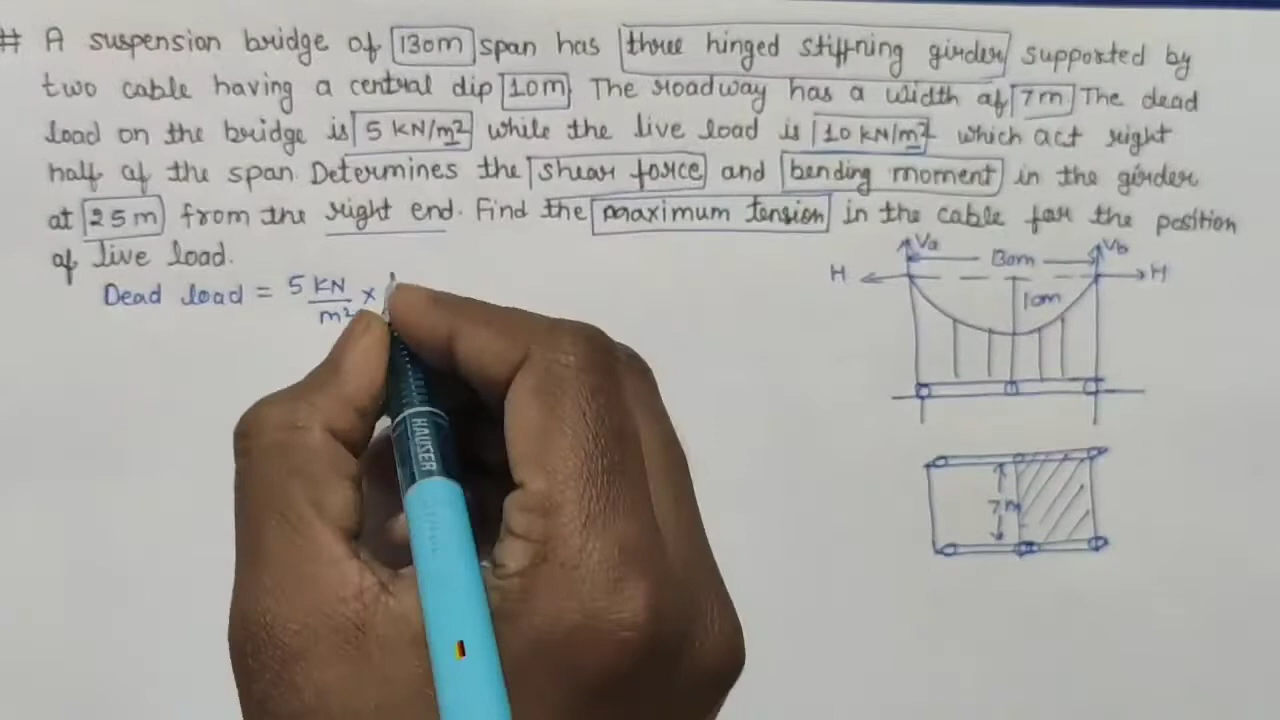 # A suspension bridge of 130m span has three hinged stiffning girder supported by
two cable having a central dip 10m The roadway has a width of 7m The dead
load on the bridge is 5 KN/m² while the live load is 10 KN/m² which act right
half of the span. Determines the shear force and bending moment in the girder
at 25m from the right end. Find the maximum tension in the cable for the position
of live load.
Va Vb
H 130m H
Dead load = 5 KN/m² ×
10m
HAUSER
7m